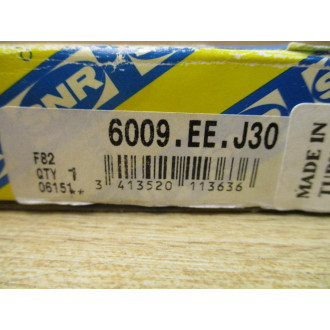 SNR
6009.EE.J30
F82
QTY 1
3 413520 113636
MADE IN